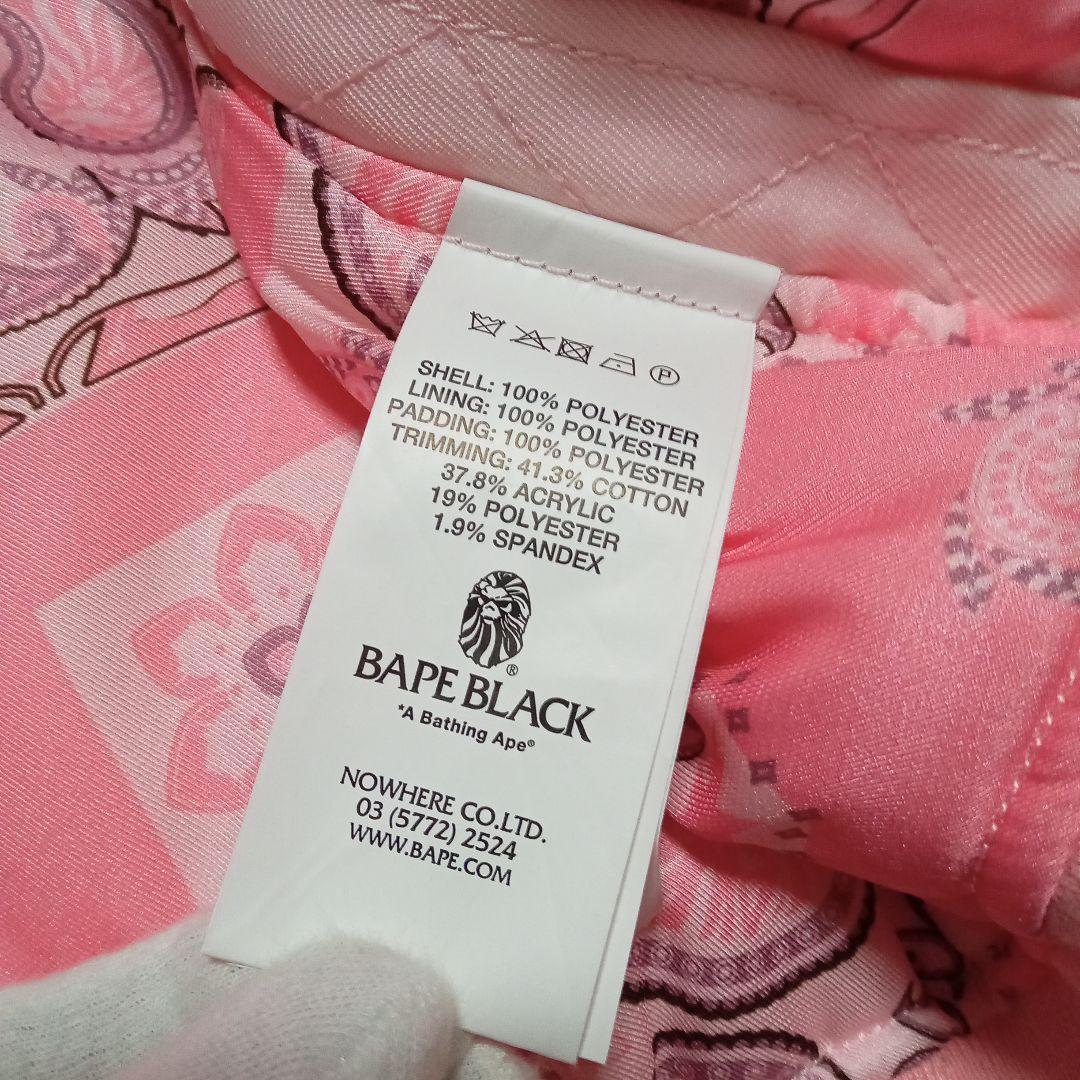 P
SHELL: 100% POLYESTER
LINING: 100% POLYESTER
PADDING: 100% POLYESTER
TRIMMING: 41.3% COTTON
37.8% ACRYLIC
19% POLYESTER
1.9% SPANDEX
®
BAPE BLACK
*A Bathing Ape®
NOWHERE CO.LTD.
03 (5772) 2524
WWW.BAPE.COM